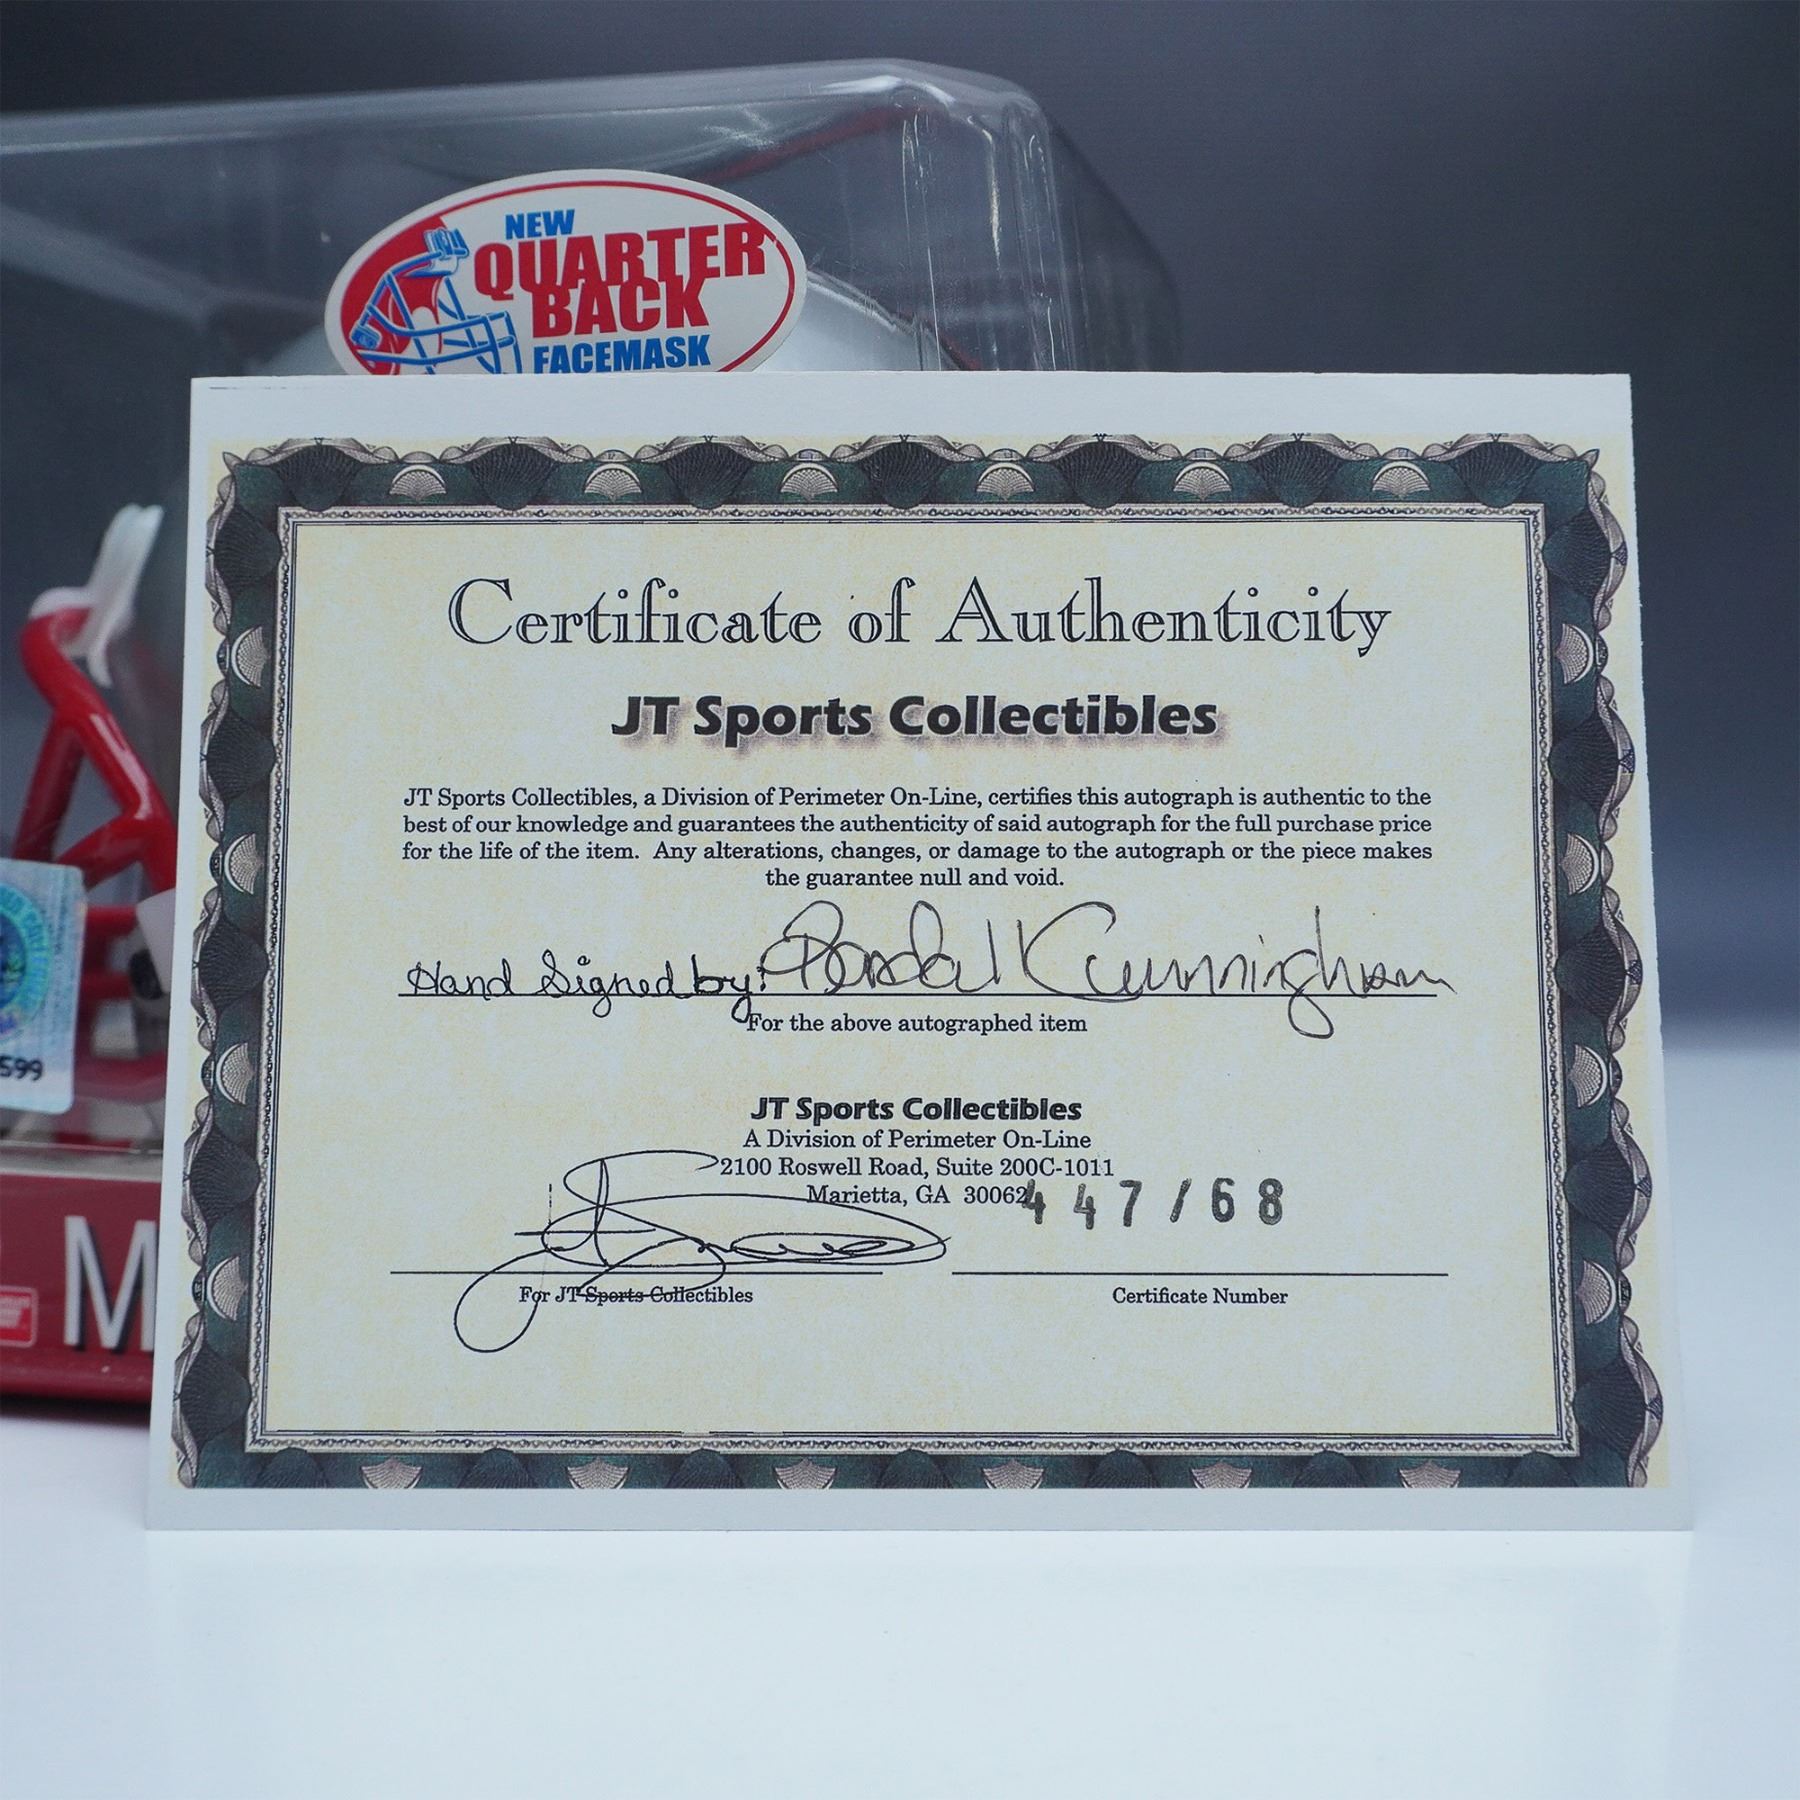 NEW
QUARTER
BACK
FACEMASK
Certificate of Authenticity
JT Sports Collectibles
JT Sports Collectibles, a Division of Perimeter On-Line, certifies this autograph is authentic to the
best of our knowledge and guarantees the authenticity of said autograph for the full purchase price
for the life of the item. Any alterations, changes, or damage to the autograph or the piece makes
the guarantee null and void.
Hand Signed by: Randal Cunningham
For the above autographed item
JT Sports Collectibles
A Division of Perimeter On-Line
2100 Roswell Road, Suite 200C-1011
Marietta, GA 30062
447/68
For JT Sports Collectibles
Certificate Number
599
M